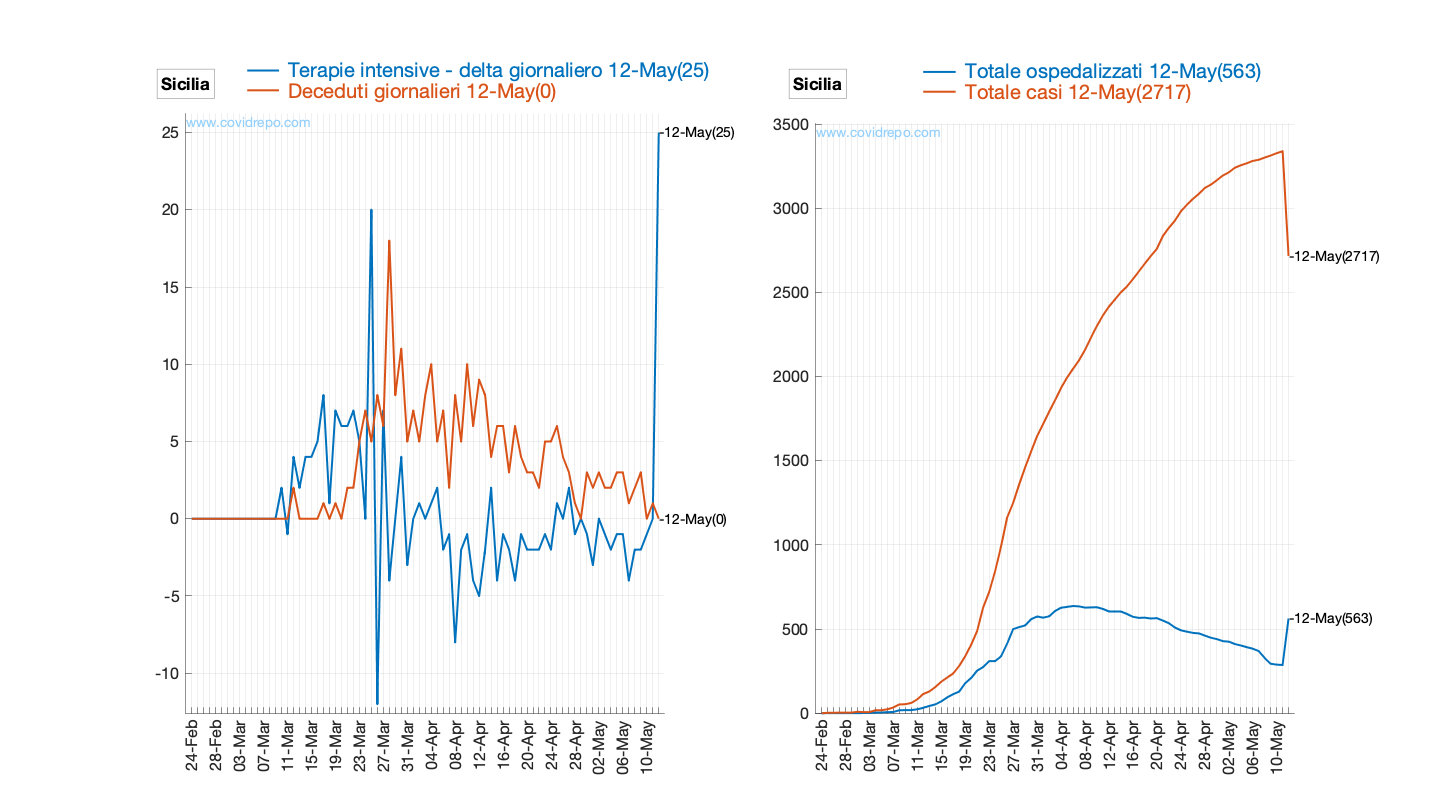 Sicilia
Terapie intensive - delta giornaliero 12-May(25)
Deceduti giornalieri 12-May(0)
www.covidrepo.com
25
20
15
10
5
0
-5
-10
12-May(25)
12-May(0)
24-Feb
28-Feb
03-Mar
07-Mar
11-Mar
15-Mar
19-Mar
23-Mar
27-Mar
31-Mar
04-Apr
08-Apr
12-Apr
16-Apr
20-Apr
24-Apr
28-Apr
02-May
06-May
10-May
Sicilia
Totale ospedalizzati 12-May(563)
Totale casi 12-May(2717)
www.covidrepo.com
3500
3000
2500
2000
1500
1000
500
0
12-May(2717)
12-May(563)
24-Feb
28-Feb
03-Mar
07-Mar
11-Mar
15-Mar
19-Mar
23-Mar
27-Mar
31-Mar
04-Apr
08-Apr
12-Apr
16-Apr
20-Apr
24-Apr
28-Apr
02-May
06-May
10-May